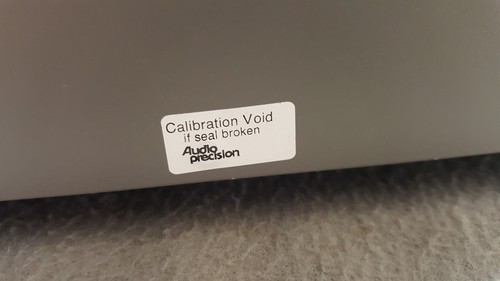 Calibration Void
if seal broken
Audio
precision